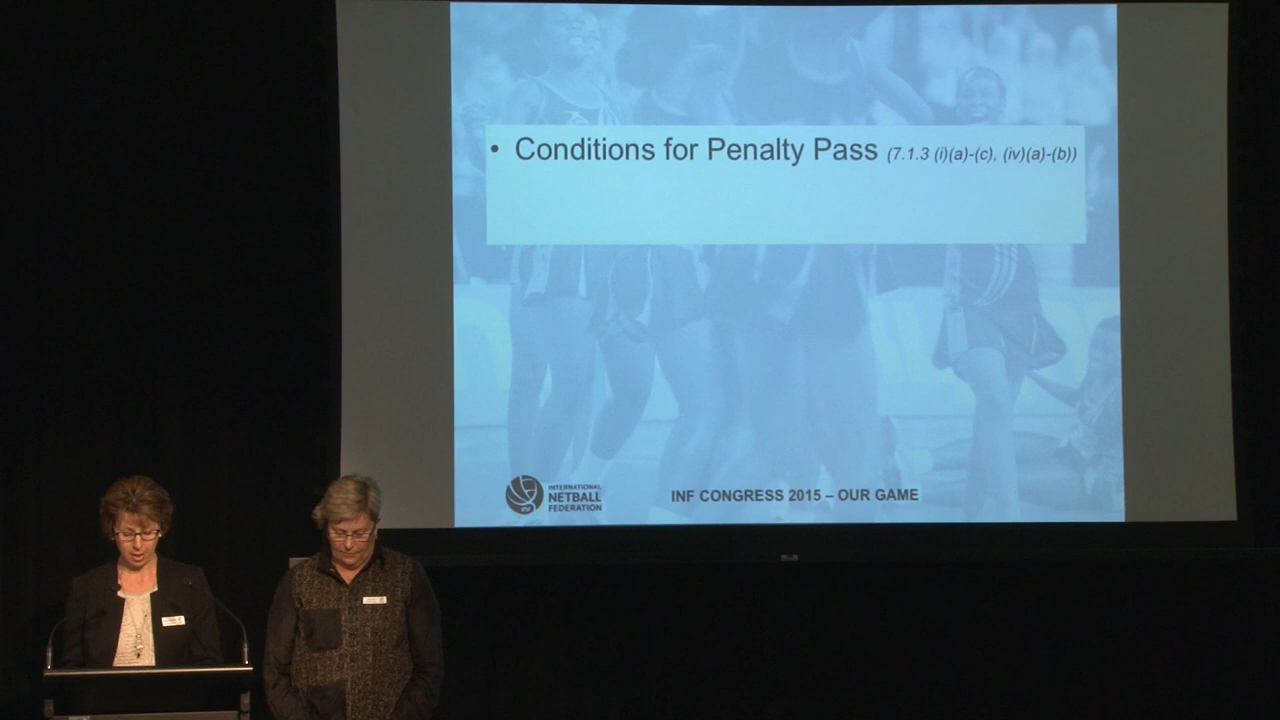 • Conditions for Penalty Pass (7.1.3 (i)(a)-(c), (iv)(a)-(b))
INTERNATIONAL
NETBALL
FEDERATION
INF CONGRESS 2015 – OUR GAME